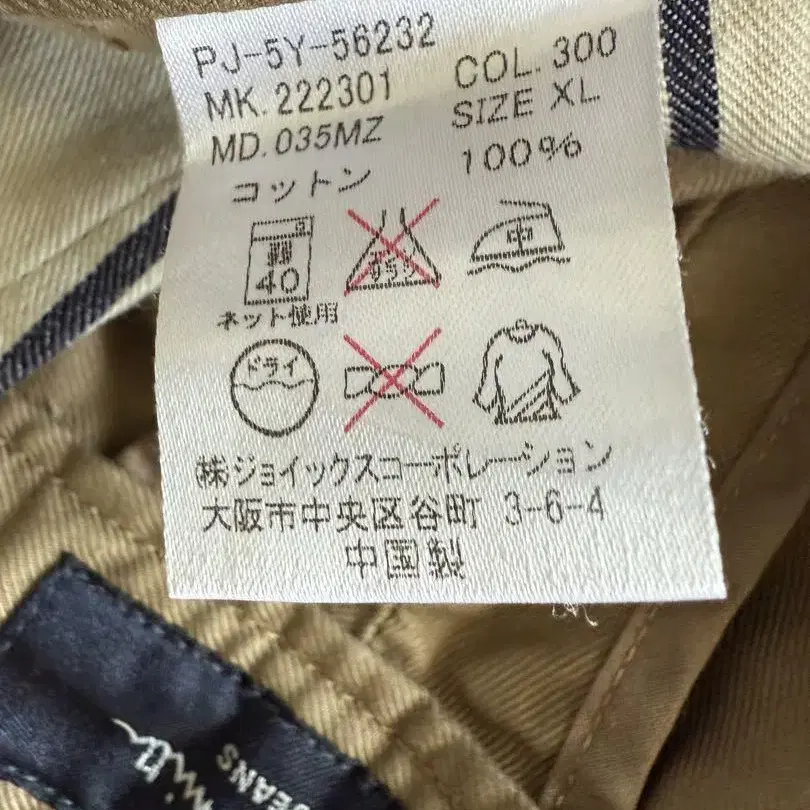 PJ-5Y-56232
MK.222301 COL.300
MD.035MZ SIZE XL
コットン 100%
弱
40
中
ネット使用
ドライ
㈱ジョイックスコーポレーション
大阪市中央区谷町 3-6-4
中国製
JEANS